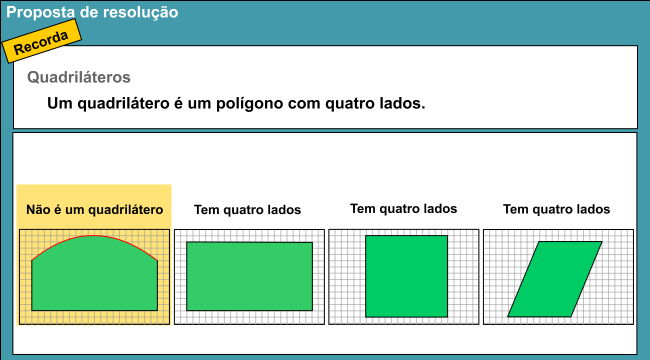 Proposta de resolução
Recorda
Quadriláteros
Um quadrilátero é um polígono com quatro lados.
Não é um quadrilátero
Tem quatro lados
Tem quatro lados
Tem quatro lados